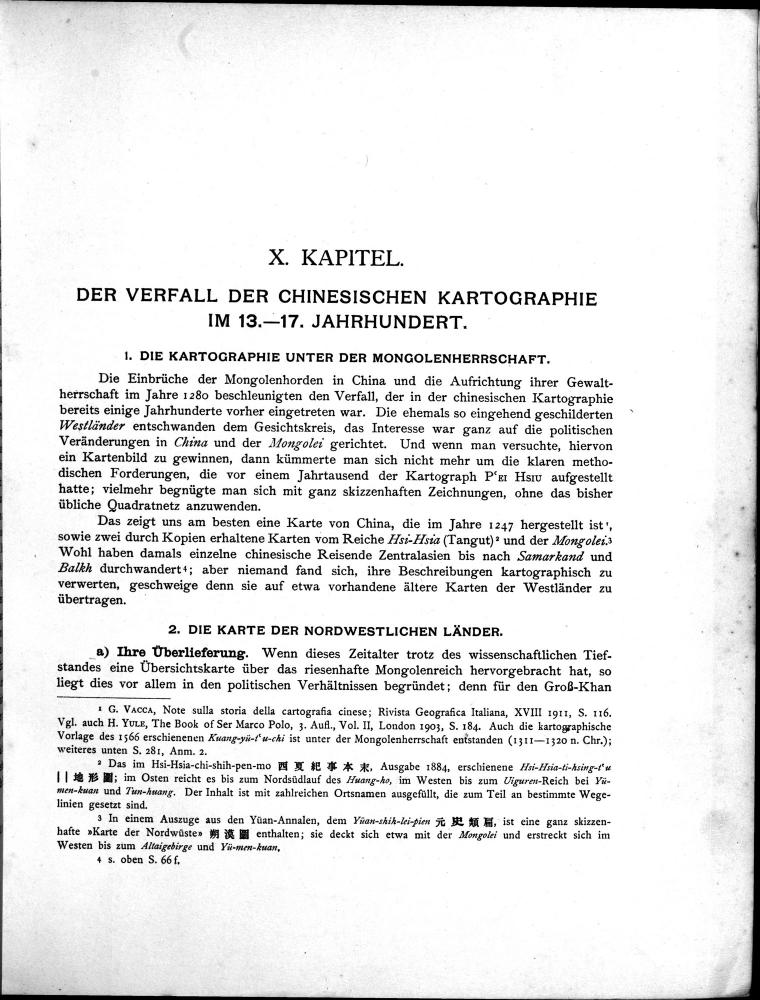 X. KAPITEL.
DER VERFALL DER CHINESISCHEN KARTOGRAPHIE
IM 13.—17. JAHRHUNDERT.
1. DIE KARTOGRAPHIE UNTER DER MONGOLENHERRSCHAFT.
Die Einbrüche der Mongolenhorden in China und die Aufrichtung ihrer Gewalt-
herrschaft im Jahre 1280 beschleunigten den Verfall, der in der chinesischen Kartographie
bereits einige Jahrhunderte vorher eingetreten war. Die ehemals so eingehend geschilderten
Westländer entschwanden dem Gesichtskreis, das Interesse war ganz auf die politischen
Veränderungen in China und der Mongolei gerichtet. Und wenn man versuchte, hiervon
ein Kartenbild zu gewinnen, dann kümmerte man sich nicht mehr um die klaren metho-
dischen Forderungen, die vor einem Jahrtausend der Kartograph P‘EI HSIU aufgestellt
hatte; vielmehr begnügte man sich mit ganz skizzenhaften Zeichnungen, ohne das bisher
übliche Quadratnetz anzuwenden.
Das zeigt uns am besten eine Karte von China, die im Jahre 1247 hergestellt ist¹,
sowie zwei durch Kopien erhaltene Karten vom Reiche Hsi-Hsia (Tangut)² und der Mongolei.³
Wohl haben damals einzelne chinesische Reisende Zentralasien bis nach Samarkand und
Balkh durchwandert⁴; aber niemand fand sich, ihre Beschreibungen kartographisch zu
verwerten, geschweige denn sie auf etwa vorhandene ältere Karten der Westländer zu
übertragen.
2. DIE KARTE DER NORDWESTLICHEN LÄNDER.
a) Ihre Überlieferung. Wenn dieses Zeitalter trotz des wissenschaftlichen Tief-
standes eine Übersichtskarte über das riesenhafte Mongolenreich hervorgebracht hat, so
liegt dies vor allem in den politischen Verhältnissen begründet; denn für den Groß-Khan
¹ G. VACCA, Note sulla storia della cartografia cinese; Rivista Geografica Italiana, XVIII 1911, S. 116.
Vgl. auch H. YULE, The Book of Ser Marco Polo, 3. Aufl., Vol. II, London 1903, S. 184. Auch die kartographische
Vorlage des 1566 erschienenen Kuang-yü-t‘u-chi ist unter der Mongolenherrschaft entstanden (1311—1320 n. Chr.);
weiteres unten S. 281, Anm. 2.
² Das im Hsi-Hsia-chi-shih-pen-mo 西夏紀事本末, Ausgabe 1884, erschienene Hsi-Hsia-ti-hsing-t‘u
||地形圖; im Osten reicht es bis zum Nordsüdlauf des Huang-ho, im Westen bis zum Uiguren-Reich bei Yü-
men-kuan und Tun-huang. Der Inhalt ist mit zahlreichen Ortsnamen ausgefüllt, die zum Teil an bestimmte Wege-
linien gesetzt sind.
³ In einem Auszuge aus den Yüan-Annalen, dem Yüan-shih-lei-pien 元史類扁, ist eine ganz skizzen-
hafte »Karte der Nordwüste» 朔漠圖 enthalten; sie deckt sich etwa mit der Mongolei und erstreckt sich im
Westen bis zum Altaigebirge und Yü-men-kuan.
4 s. oben S. 66 f.